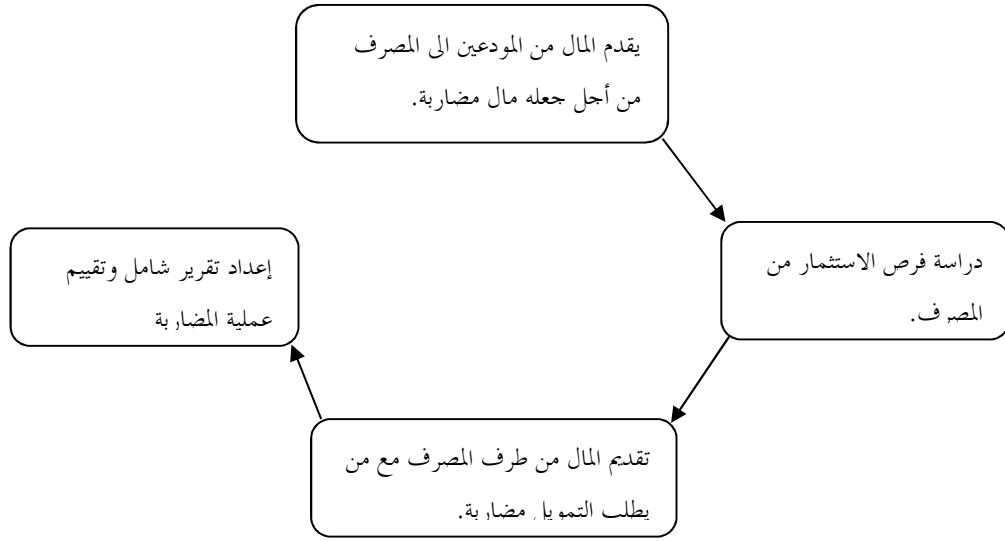 يقدم المال من المودعين الى المصرف
من أجل جعله مال مضاربة.
دراسة فرص الاستثمار من
المصرف.
تقديم المال من طرف المصرف مع من
يطلب التمويل مضاربة.
إعداد تقرير شامل وتقييم
عملية المضاربة